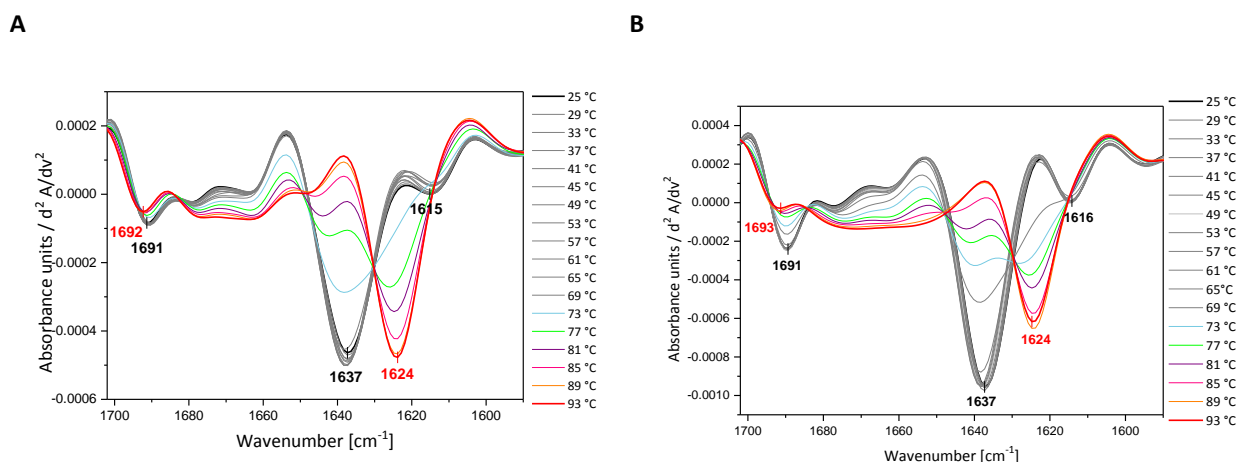 A
B
Absorbance units / d² A/dv²
0.0002
0.0000
-0.0002
-0.0004
-0.0006
1692
1691
1637
1624
1615
1700
1680
1660
1640
1620
1600
Wavenumber [cm⁻¹]
25 °C
29 °C
33 °C
37 °C
41 °C
45 °C
49 °C
53 °C
57 °C
61 °C
65 °C
69 °C
73 °C
77 °C
81 °C
85 °C
89 °C
93 °C
Absorbance units / d² A/dv²
0.0004
0.0002
0.0000
-0.0002
-0.0004
-0.0006
-0.0008
-0.0010
1693
1691
1637
1624
1616
1700
1680
1660
1640
1620
1600
Wavenumber [cm⁻¹]
25 °C
29 °C
33 °C
37 °C
41 °C
45 °C
49 °C
53 °C
57 °C
61 °C
65°C
69 °C
73 °C
77 °C
81 °C
85 °C
89 °C
93 °C